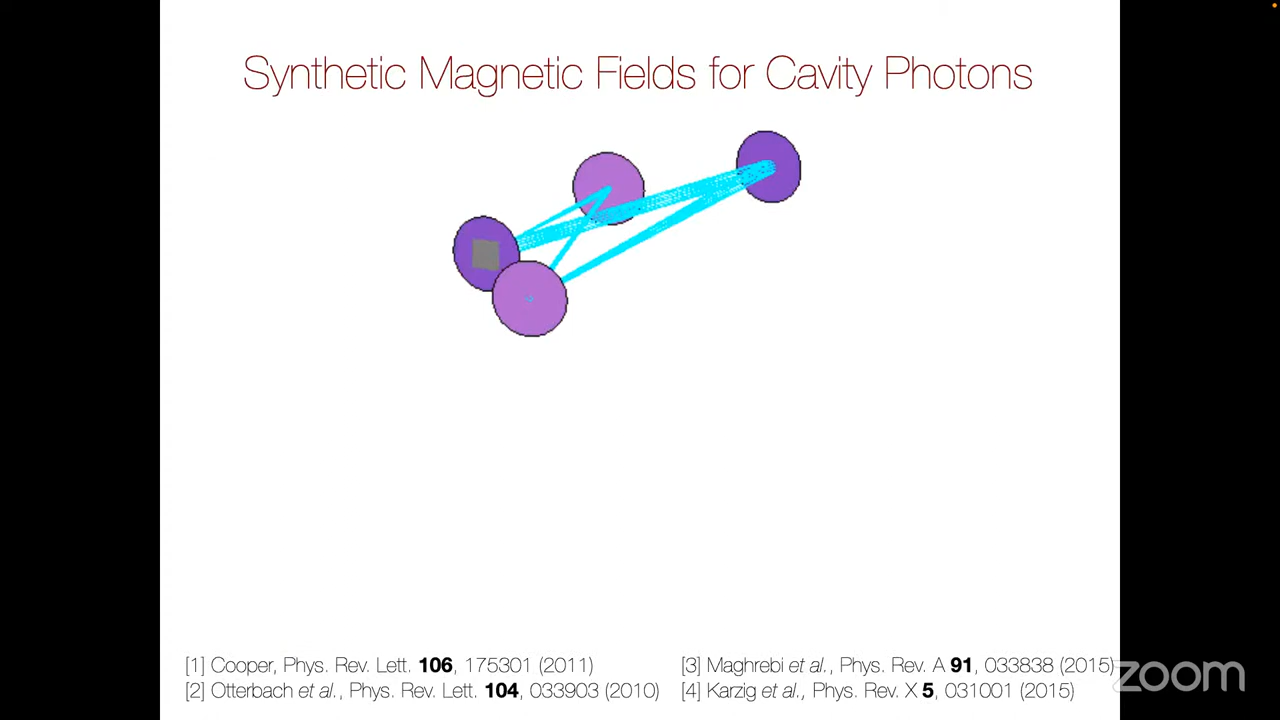 Synthetic Magnetic Fields for Cavity Photons
[1] Cooper, Phys. Rev. Lett. 106, 175301 (2011)
[2] Otterbach et al., Phys. Rev. Lett. 104, 033903 (2010)
[3] Maghrebi et al., Phys. Rev. A 91, 033838 (2015)
[4] Karzig et al., Phys. Rev. X 5, 031001 (2015)
zoom